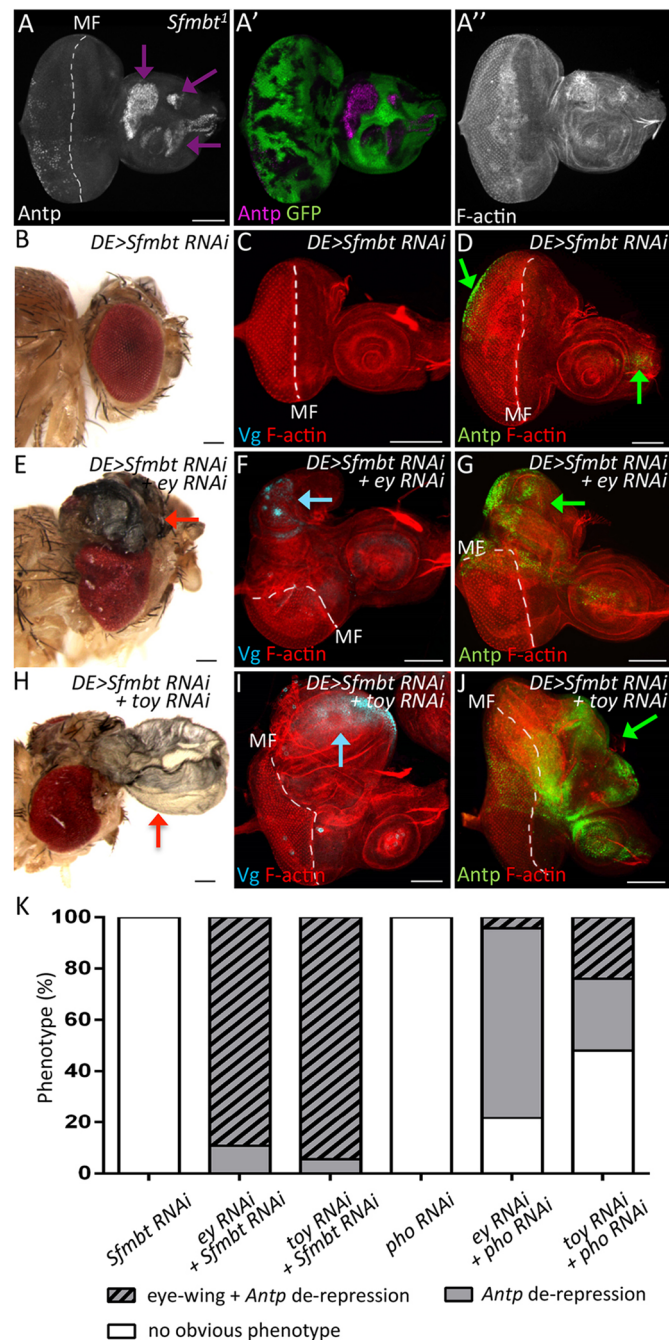 A MF Sfmbt¹
Antp
A'
Antp GFP
A''
F-actin
B DE>Sfmbt RNAi
C DE>Sfmbt RNAi
MF
Vg F-actin
D DE>Sfmbt RNAi
MF
Antp F-actin
E DE>Sfmbt RNAi
+ ey RNAi
F DE>Sfmbt RNAi
+ ey RNAi
MF
Vg F-actin
G DE>Sfmbt RNAi
+ ey RNAi
MF
Antp F-actin
H DE>Sfmbt RNAi
+ toy RNAi
I DE>Sfmbt RNAi
+ toy RNAi
MF
Vg F-actin
J DE>Sfmbt RNAi
+ toy RNAi
MF
Antp F-actin
K
Phenotype (%)
100
80
60
40
20
0
Sfmbt RNAi
ey RNAi
+ Sfmbt RNAi
toy RNAi
+ Sfmbt RNAi
pho RNAi
ey RNAi
+ pho RNAi
toy RNAi
+ pho RNAi
eye-wing + Antp de-repression
Antp de-repression
no obvious phenotype